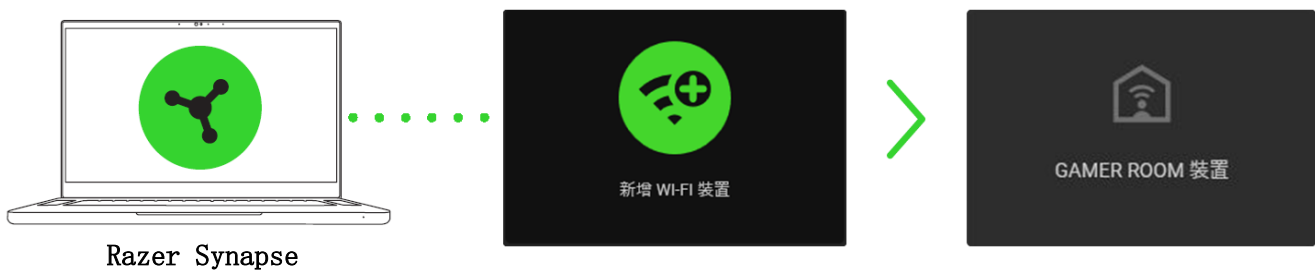 Razer Synapse
新增 WI-FI 裝置
GAMER ROOM 裝置